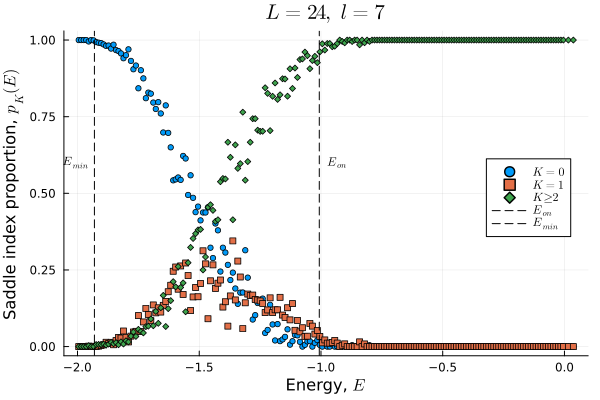 L = 24, l = 7
Saddle index proportion, p_K(E)
1.00
0.75
0.50
0.25
0.00
E_min
E_on
K = 0
K = 1
K≥2
E_on
E_min
−2.0 −1.5 −1.0 −0.5 0.0
Energy, E